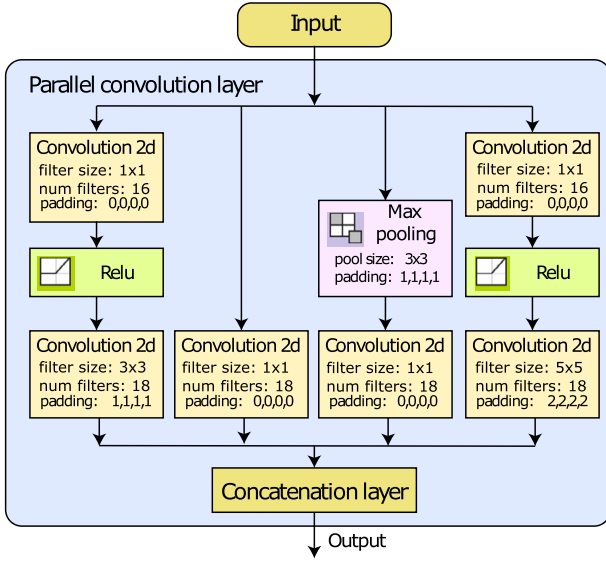 Input
Parallel convolution layer
Convolution 2d
filter size: 1x1
num filters: 16
padding: 0,0,0,0
Relu
Convolution 2d
filter size: 3x3
num filters: 18
padding: 1,1,1,1
Convolution 2d
filter size: 1x1
num filters: 18
padding: 0,0,0,0
Max
pooling
pool size: 3x3
padding: 1,1,1,1
Convolution 2d
filter size: 1x1
num filters: 18
padding: 0,0,0,0
Convolution 2d
filter size: 1x1
num filters: 16
padding: 0,0,0,0
Relu
Convolution 2d
filter size: 5x5
num filters: 18
padding: 2,2,2,2
Concatenation layer
Output